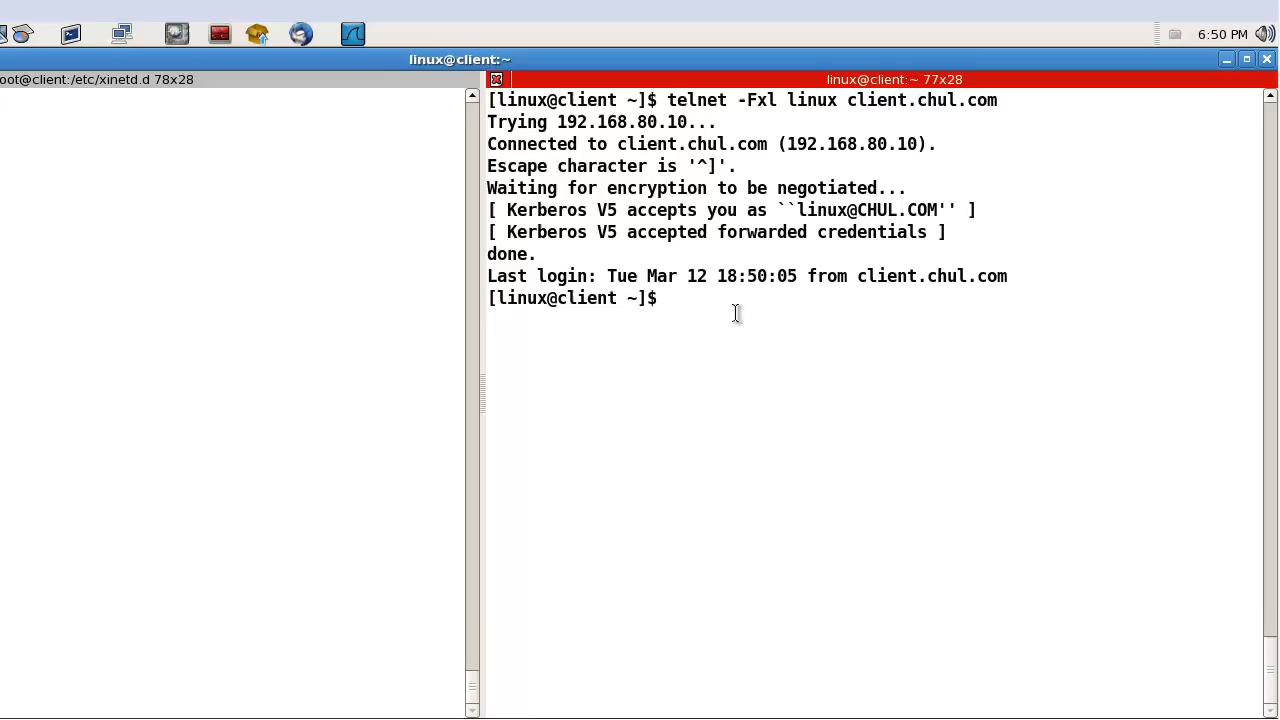 6:50 PM
linux@client:~
oot@client:/etc/xinetd.d 78x28
linux@client:~ 77x28
[linux@client ~]$ telnet -Fxl linux client.chul.com
Trying 192.168.80.10...
Connected to client.chul.com (192.168.80.10).
Escape character is '^]'.
Waiting for encryption to be negotiated...
[ Kerberos V5 accepts you as ``linux@CHUL.COM'' ]
[ Kerberos V5 accepted forwarded credentials ]
done.
Last login: Tue Mar 12 18:50:05 from client.chul.com
[linux@client ~]$